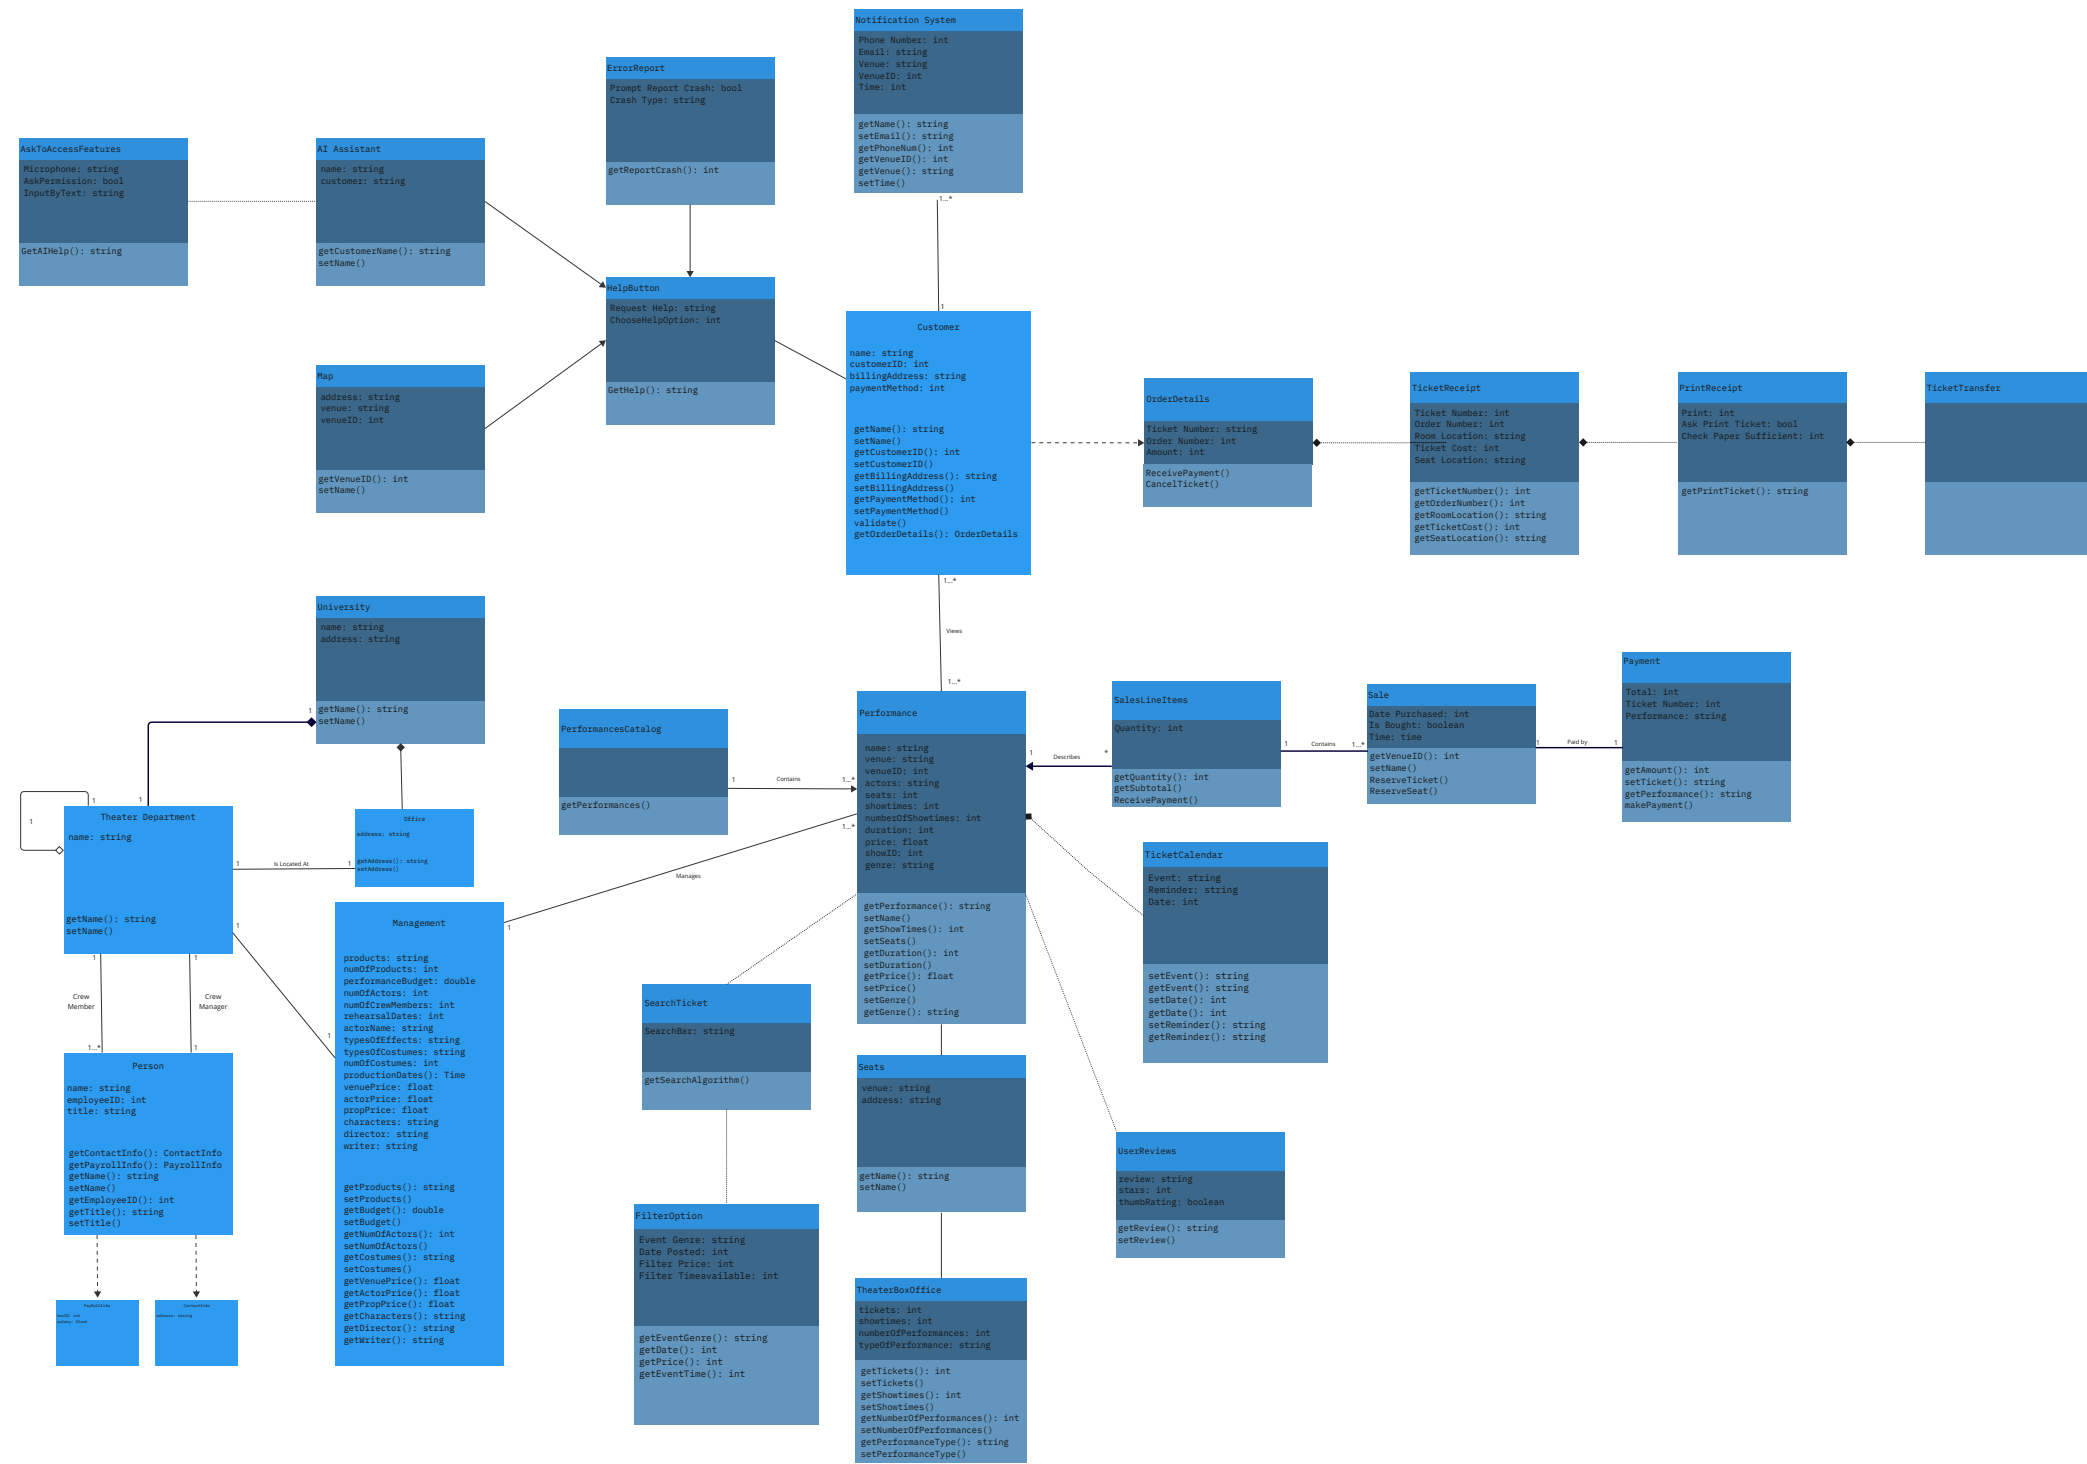 Notification System
Phone Number: int
Email: string
Venue: string
VenueID: int
Time: int
getName(): string
setEmail(): string
getPhoneNum(): int
getVenueID(): int
getVenue(): string
setTime()
1...*
1
ErrorReport
Prompt Report Crash: bool
Crash Type: string
getReportCrash(): int
AskToAccessFeatures
Microphone: string
AskPermission: bool
InputByText: string
GetAIHelp(): string
AI Assistant
name: string
customer: string
getCustomerName(): string
setName()
HelpButton
Request Help: string
ChooseHelpOption: int
GetHelp(): string
Map
address: string
venue: string
venueID: int
getVenueID(): int
setName()
Customer
name: string
customerID: int
billingAddress: string
paymentMethod: int
getName(): string
setName()
getCustomerID(): int
setCustomerID()
getBillingAddress(): string
setBillingAddress()
getPaymentMethod(): int
setPaymentMethod()
validate()
getOrderDetails(): OrderDetails
OrderDetails
Ticket Number: string
Order Number: int
Amount: int
ReceivePayment()
CancelTicket()
TicketReceipt
Ticket Number: int
Order Number: int
Room Location: string
Ticket Cost: int
Seat Location: string
getTicketNumber(): int
getOrderNumber(): int
getRoomLocation(): string
getTicketCost(): int
getSeatLocation(): string
PrintReceipt
Print: int
Ask Print Ticket: bool
Check Paper Sufficient: int
getPrintTicket(): string
TicketTransfer
1...*
Views
1...*
University
name: string
address: string
getName(): string
setName()
1
1
1
1
Theater Department
name: string
getName(): string
setName()
1
Is Located At
1
Office
address: string
getAddress(): string
setAddress()
1
1
1
Crew
Member
Crew
Manager
1...*
1
Person
name: string
employeeID: int
title: string
getContactInfo(): ContactInfo
getPayrollInfo(): PayrollInfo
getName(): string
setName()
getEmployeeID(): int
getTitle(): string
setTitle()
PayRollInfo
taxID: int
salary: float
ContactInfo
address: string
1
Management
products: string
numOfProducts: int
performanceBudget: double
numOfActors: int
numOfCrewMembers: int
rehearsalDates: int
actorName: string
typesOfEffects: string
typesOfCostumes: string
numOfCostumes: int
productionDates(): Time
venuePrice: float
actorPrice: float
propPrice: float
characters: string
director: string
writer: string
getProducts(): string
setProducts()
getBudget(): double
setBudget()
getNumOfActors(): int
setNumOfActors()
getCostumes(): string
setCostumes()
getVenuePrice(): float
getActorPrice(): float
getPropPrice(): float
getCharacters(): string
getDirector(): string
getWriter(): string
1
Manages
1...*
PerformancesCatalog
getPerformances()
1
Contains
1...*
Performance
name: string
venue: string
venueID: int
actors: string
seats: int
showtimes: int
numberOfShowtimes: int
duration: int
price: float
showID: int
genre: string
getPerformance(): string
setName()
getShowTimes(): int
setSeats()
getDuration(): int
setDuration()
getPrice(): float
setPrice()
setGenre()
getGenre(): string
1
Describes
*
SalesLineItems
Quantity: int
getQuantity(): int
getSubtotal()
ReceivePayment()
1
Contains
1...*
Sale
Date Purchased: int
Is Bought: boolean
Time: time
getVenueID(): int
setName()
ReserveTicket()
ReserveSeat()
1
Paid by
1
Payment
Total: int
Ticket Number: int
Performance: string
getAmount(): int
setTicket(): string
getPerformance(): string
makePayment()
TicketCalendar
Event: string
Reminder: string
Date: int
setEvent(): string
getEvent(): string
setDate(): int
getDate(): int
setReminder(): string
getReminder(): string
SearchTicket
SearchBar: string
getSearchAlgorithm()
Seats
venue: string
address: string
getName(): string
setName()
UserReviews
review: string
stars: int
thumbRating: boolean
getReview(): string
setReview()
FilterOption
Event Genre: string
Date Posted: int
Filter Price: int
Filter Timeavailable: int
getEventGenre(): string
getDate(): int
getPrice(): int
getEventTime(): int
TheaterBoxOffice
tickets: int
showtimes: int
numberOfPerformances: int
typeOfPerformance: string
getTickets(): int
setTickets()
getShowtimes(): int
setShowtimes()
getNumberOfPerformances(): int
setNumberOfPerformances()
getPerformanceType(): string
setPerformanceType()